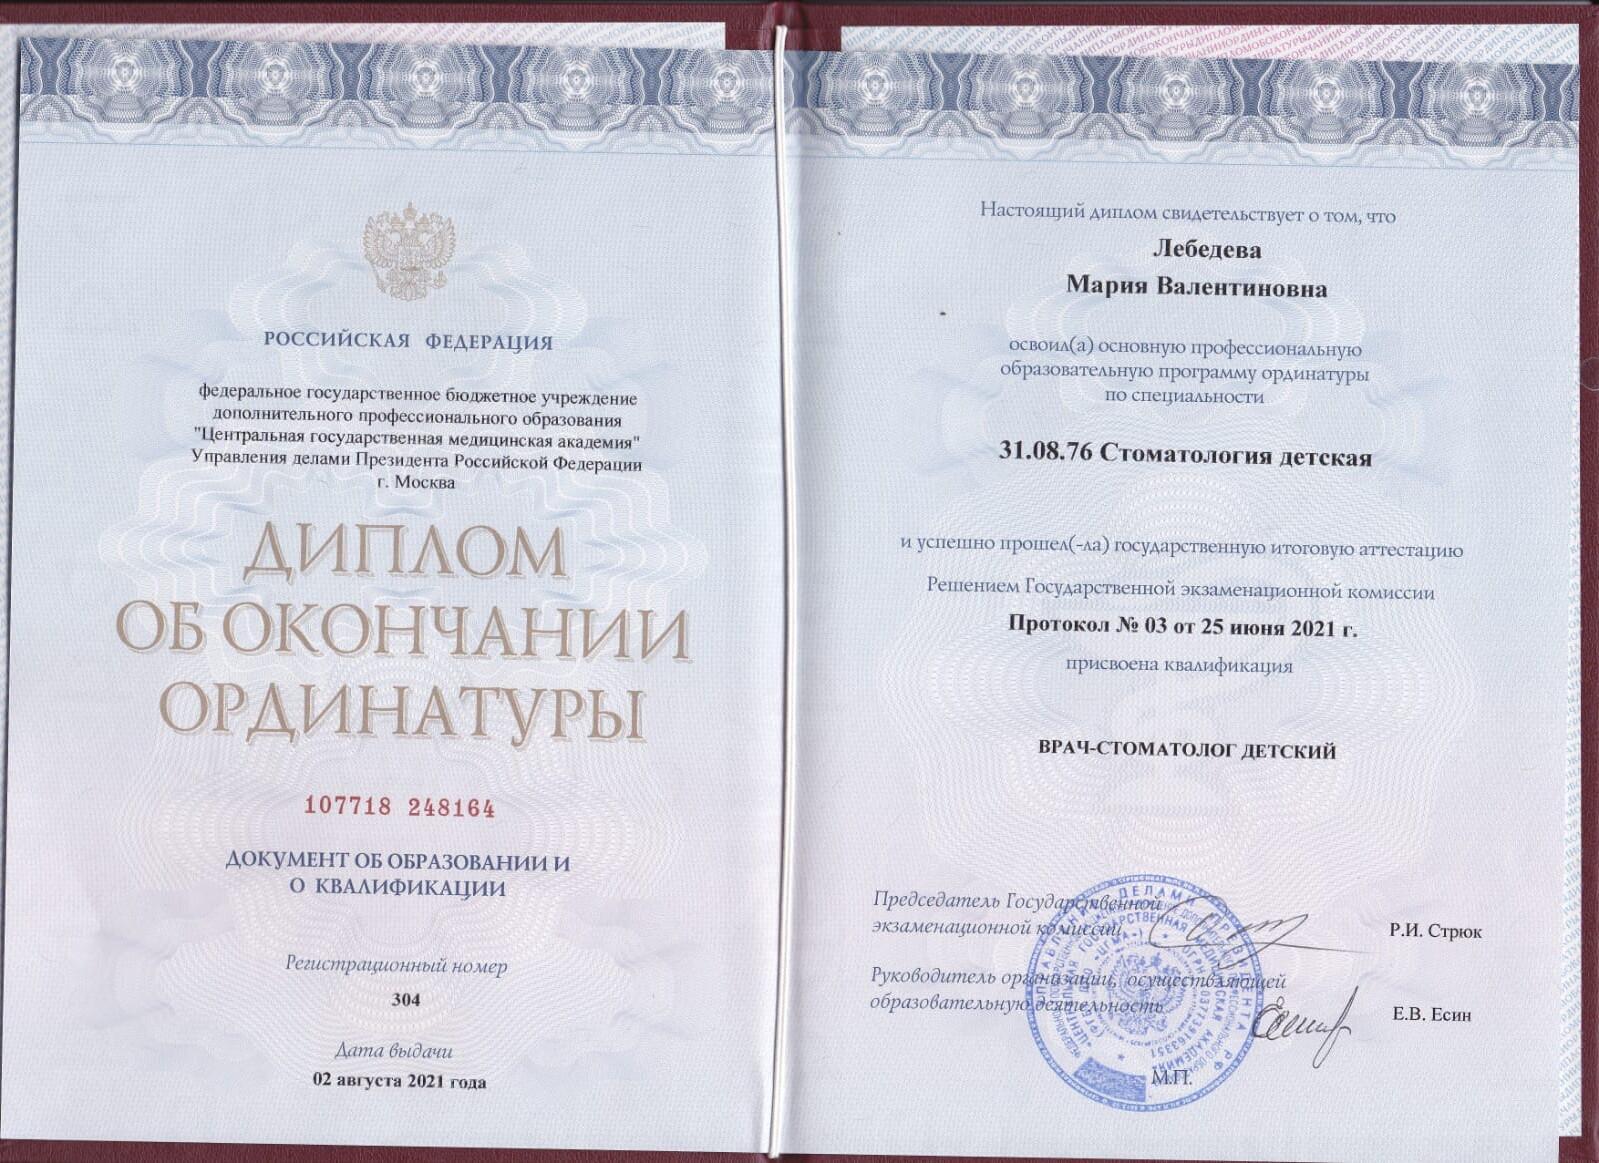 РОССИЙСКАЯ ФЕДЕРАЦИЯ
федеральное государственное бюджетное учреждение
дополнительного профессионального образования
"Центральная государственная медицинская академия"
Управления делами Президента Российской Федерации
г. Москва
ДИПЛОМ
ОБ ОКОНЧАНИИ
ОРДИНАТУРЫ
107718 248164
ДОКУМЕНТ ОБ ОБРАЗОВАНИИ И
О КВАЛИФИКАЦИИ
Регистрационный номер
304
Дата выдачи
02 августа 2021 года
Настоящий диплом свидетельствует о том, что
Лебедева
Мария Валентиновна
освоил(а) основную профессиональную
образовательную программу ординатуры
по специальности
31.08.76 Стоматология детская
и успешно прошел(-ла) государственную итоговую аттестацию
Решением Государственной экзаменационной комиссии
Протокол № 03 от 25 июня 2021 г.
присвоена квалификация
ВРАЧ-СТОМАТОЛОГ ДЕТСКИЙ
Председатель Государственной
экзаменационной комиссии
Р.И. Стрюк
Руководитель организации, осуществляющей
образовательную деятельность
Е.В. Есин
М.П.